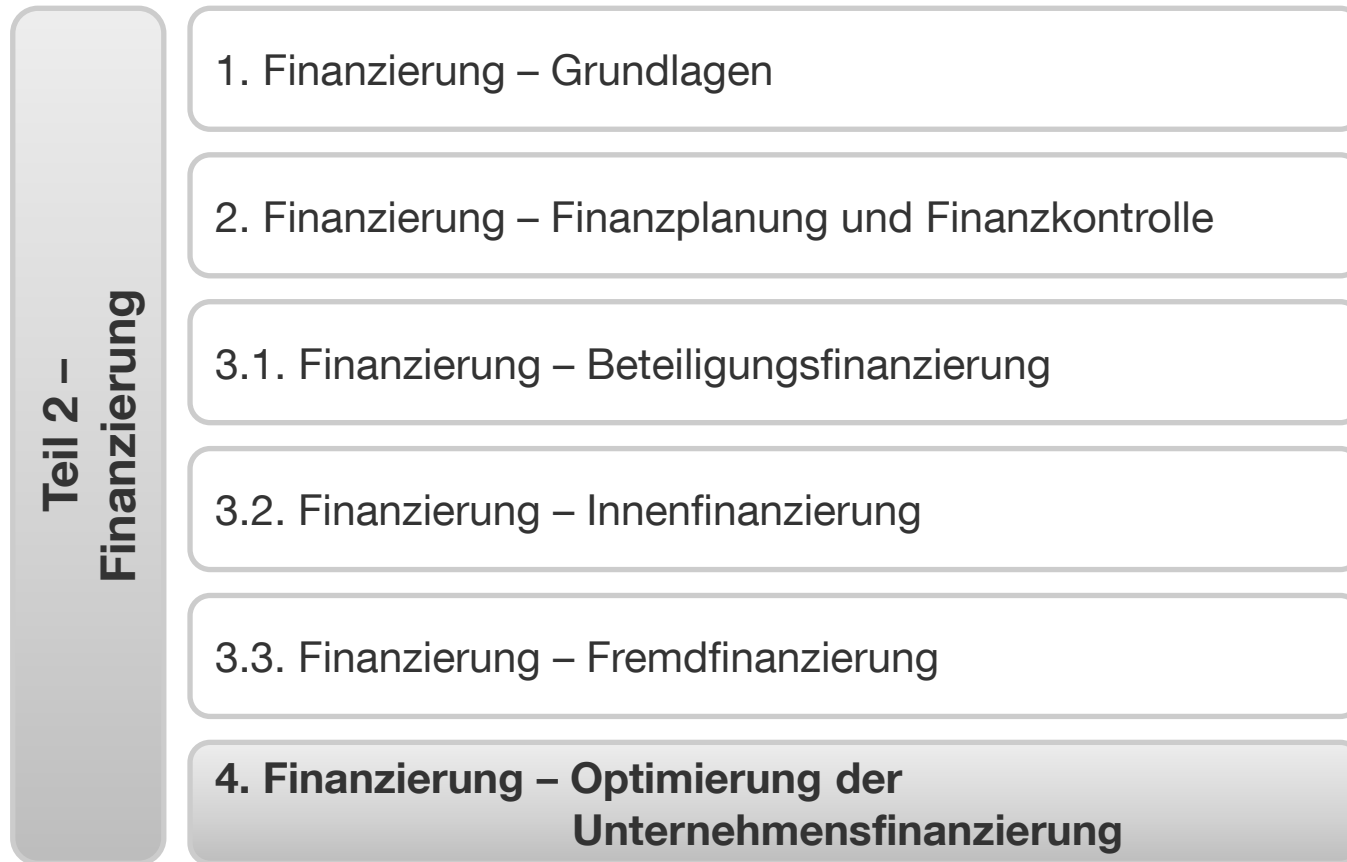 Teil 2 –
Finanzierung
1. Finanzierung – Grundlagen
2. Finanzierung – Finanzplanung und Finanzkontrolle
3.1. Finanzierung – Beteiligungsfinanzierung
3.2. Finanzierung – Innenfinanzierung
3.3. Finanzierung – Fremdfinanzierung
4. Finanzierung – Optimierung der
Unternehmensfinanzierung